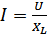 I = U / X_L